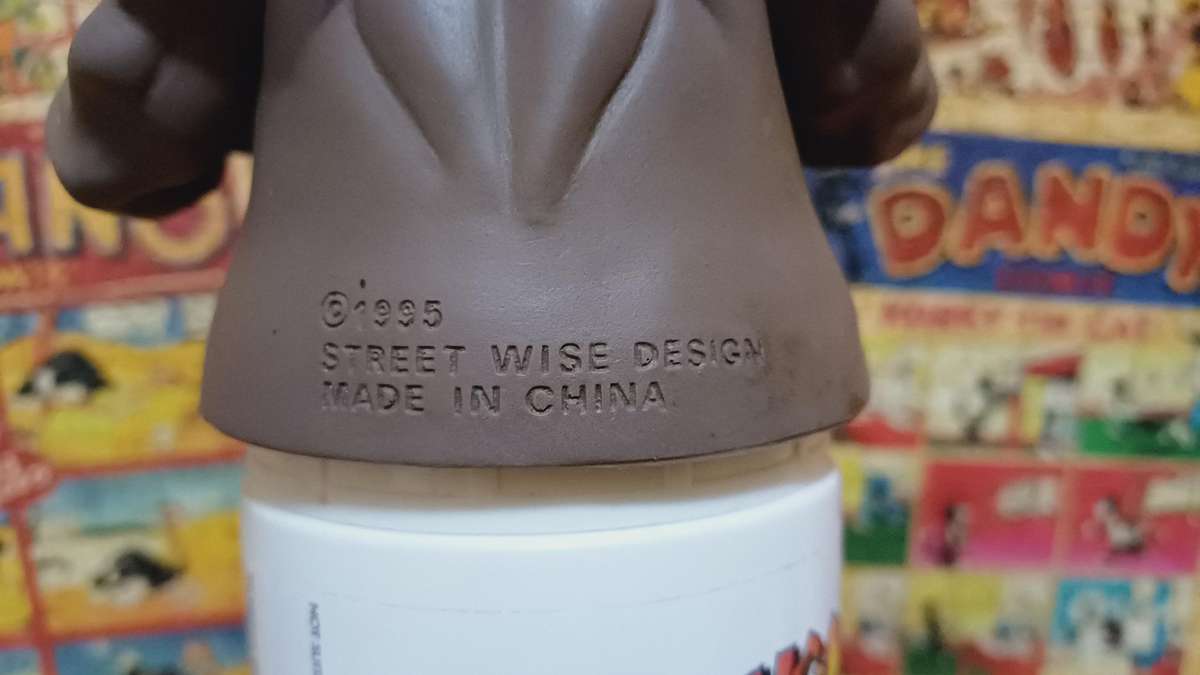 DANDY
©1995
STREET WISE DESIGN
MADE IN CHINA